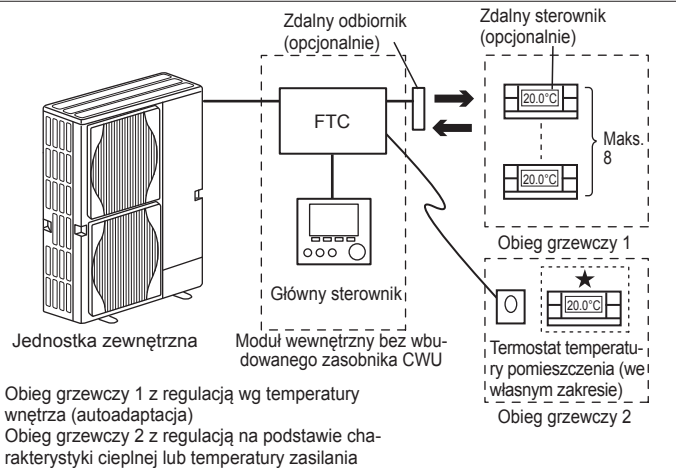 Zdalny odbiornik
(opcjonalnie)
Zdalny sterownik
(opcjonalnie)
FTC
20.0°C
20.0°C
Maks.
8
Obieg grzewczy 1
Główny sterownik
20.0°C
Jednostka zewnętrzna
Moduł wewnętrzny bez wbu-
dowanego zasobnika CWU
Termostat temperatu-
ry pomieszczenia (we
własnym zakresie)
Obieg grzewczy 2
Obieg grzewczy 1 z regulacją wg temperatury
wnętrza (autoadaptacja)
Obieg grzewczy 2 z regulacją na podstawie cha-
rakterystyki cieplnej lub temperatury zasilania